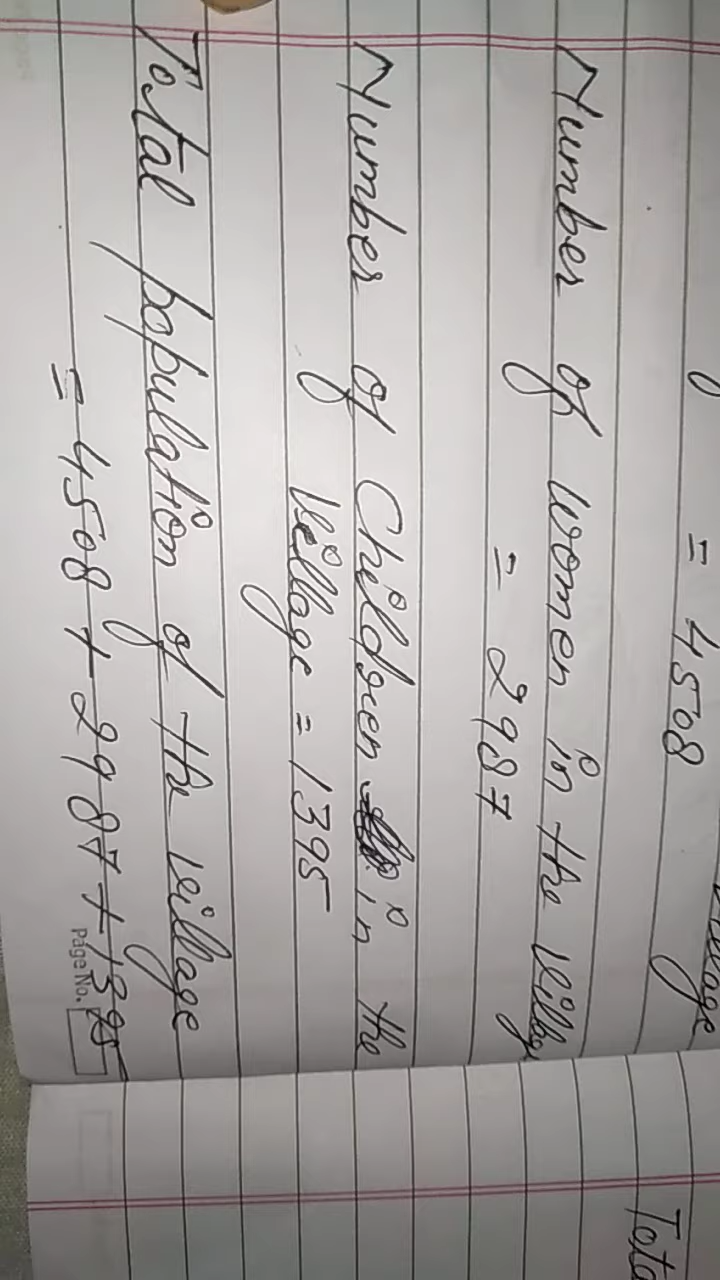 village
= 4508
Number of women in the village
= 2987
Number of Children in the
village = 1395
Total population of the village
= 4508 + 2987 + 1395
Page No.